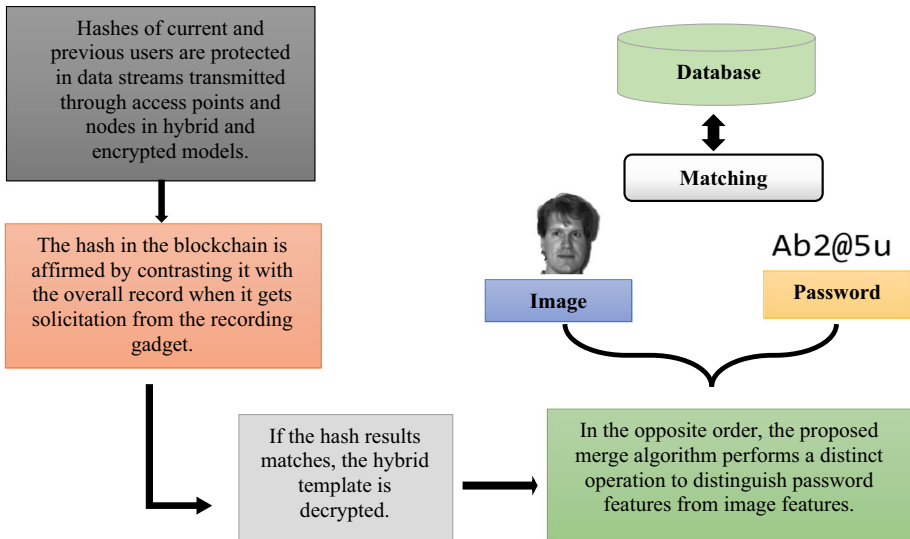 Hashes of current and
previous users are protected
in data streams transmitted
through access points and
nodes in hybrid and
encrypted models.
The hash in the blockchain is
affirmed by contrasting it with
the overall record when it gets
solicitation from the recording
gadget.
If the hash results
matches, the hybrid
template is
decrypted.
In the opposite order, the proposed
merge algorithm performs a distinct
operation to distinguish password
features from image features.
Image
Ab2@5u
Password
Matching
Database